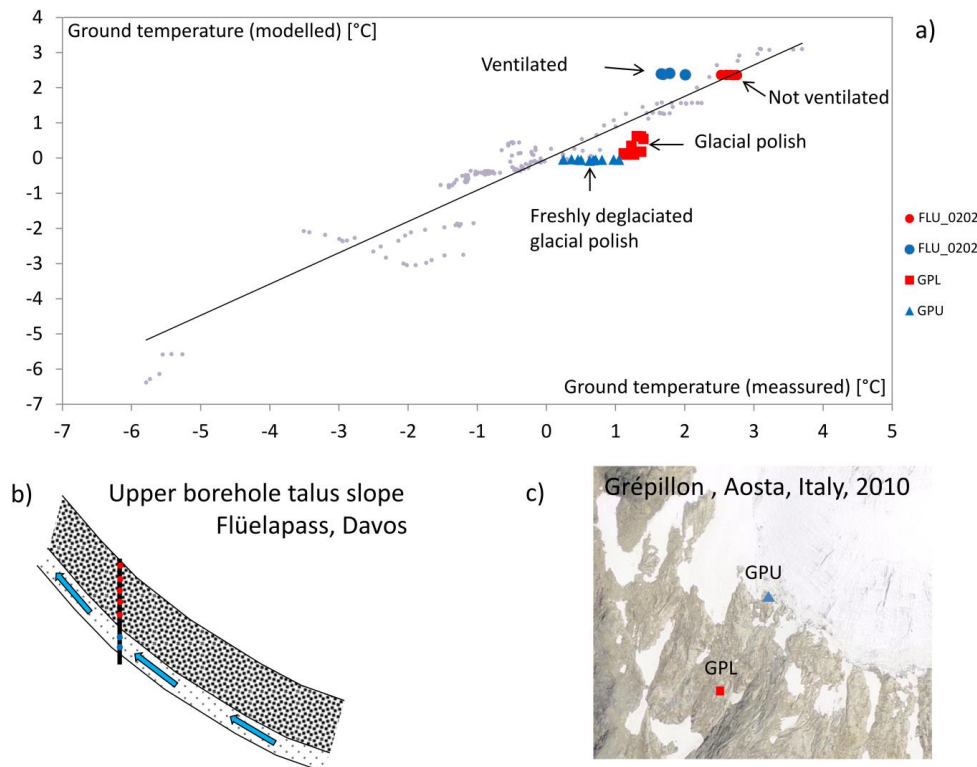 4
3
2
1
0
-1
-2
-3
-4
-5
-6
-7
Ground temperature (modelled) [°C]
a)
Ventilated
Not ventilated
Glacial polish
Freshly deglaciated
glacial polish
FLU_0202
FLU_0202
GPL
GPU
Ground temperature (meassured) [°C]
-7 -6 -5 -4 -3 -2 -1 0 1 2 3 4 5
b) Upper borehole talus slope
Flüelapass, Davos
c) Grépillon , Aosta, Italy, 2010
GPU
GPL